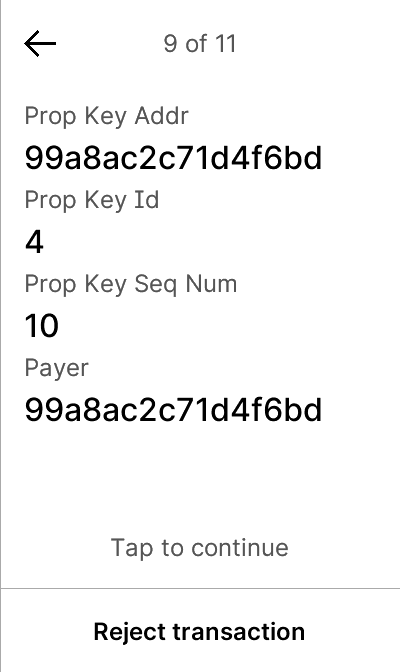 9 of 11
Prop Key Addr
99a8ac2c71d4f6bd
Prop Key Id
4
Prop Key Seq Num
10
Payer
99a8ac2c71d4f6bd
Tap to continue
Reject transaction